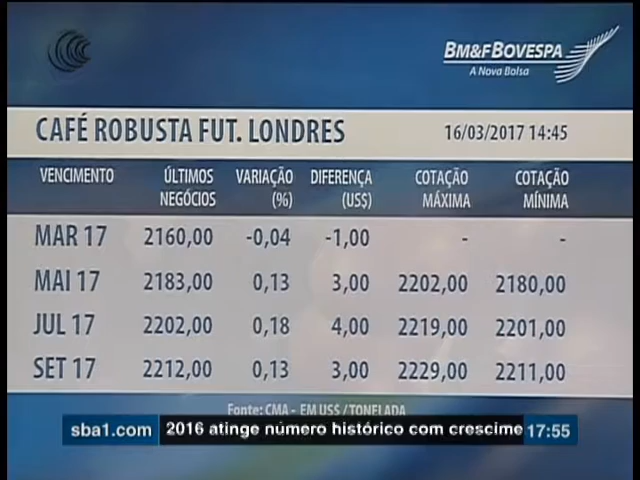 BM&FBOVESPA
A Nova Bolsa
CAFÉ ROBUSTA FUT. LONDRES 16/03/2017 14:45
VENCIMENTO ÚLTIMOS NEGÓCIOS VARIAÇÃO (%) DIFERENÇA (US$) COTAÇÃO MÁXIMA COTAÇÃO MÍNIMA
MAR 17 2160,00 -0,04 -1,00 - -
MAI 17 2183,00 0,13 3,00 2202,00 2180,00
JUL 17 2202,00 0,18 4,00 2219,00 2201,00
SET 17 2212,00 0,13 3,00 2229,00 2211,00
Fonte: CMA - EM US$ / TONELADA
sba1.com 2016 atinge número histórico com crescime 17:55